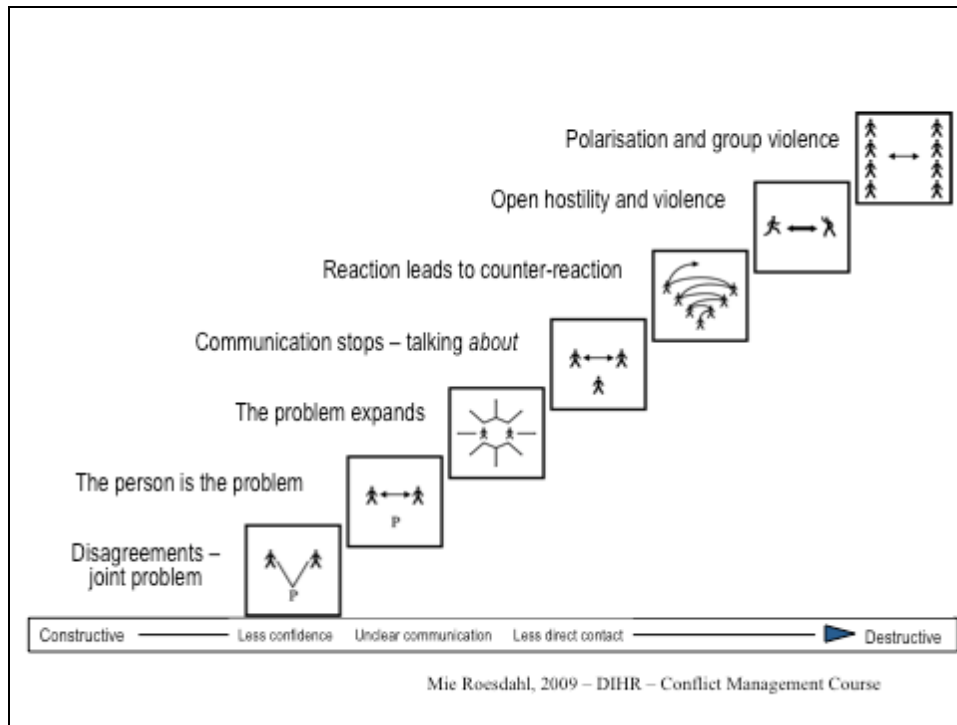 Polarisation and group violence
Open hostility and violence
Reaction leads to counter-reaction
Communication stops – talking about
The problem expands
The person is the problem
P
Disagreements –
joint problem
P
Constructive Less confidence Unclear communication Less direct contact Destructive
Mie Roesdahl, 2009 – DIHR – Conflict Management Course